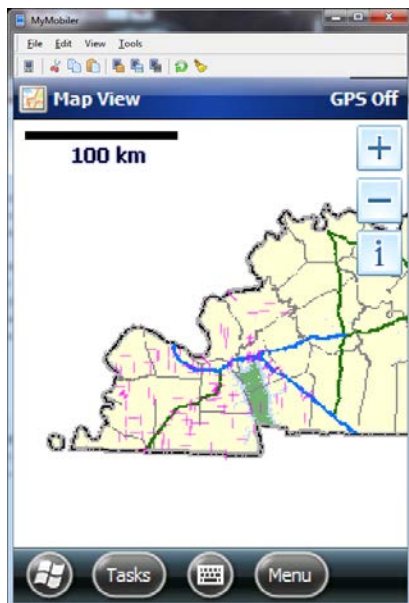 MyMobiler
File Edit View Tools
Map View GPS Off
100 km
+
−
i
Tasks Menu